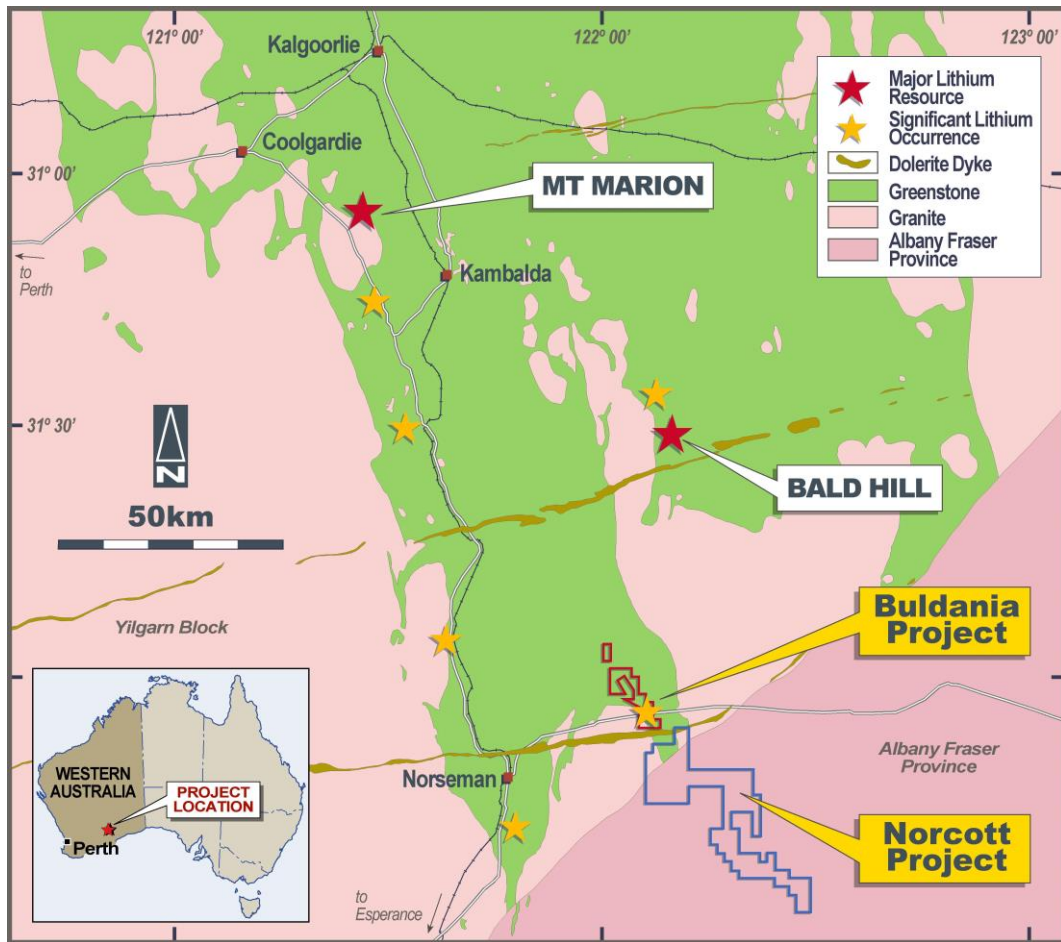 121° 00'
122° 00'
123° 00'
Kalgoorlie
Major Lithium
Resource
Significant Lithium
Occurrence
Dolerite Dyke
Greenstone
Granite
Albany Fraser
Province
Coolgardie
31° 00'
MT MARION
to
Perth
Kambalda
31° 30'
N
BALD HILL
50km
Yilgarn Block
Buldania
Project
Albany Fraser
Province
Norseman
WESTERN
AUSTRALIA
PROJECT
LOCATION
Perth
Norcott
Project
to
Esperance